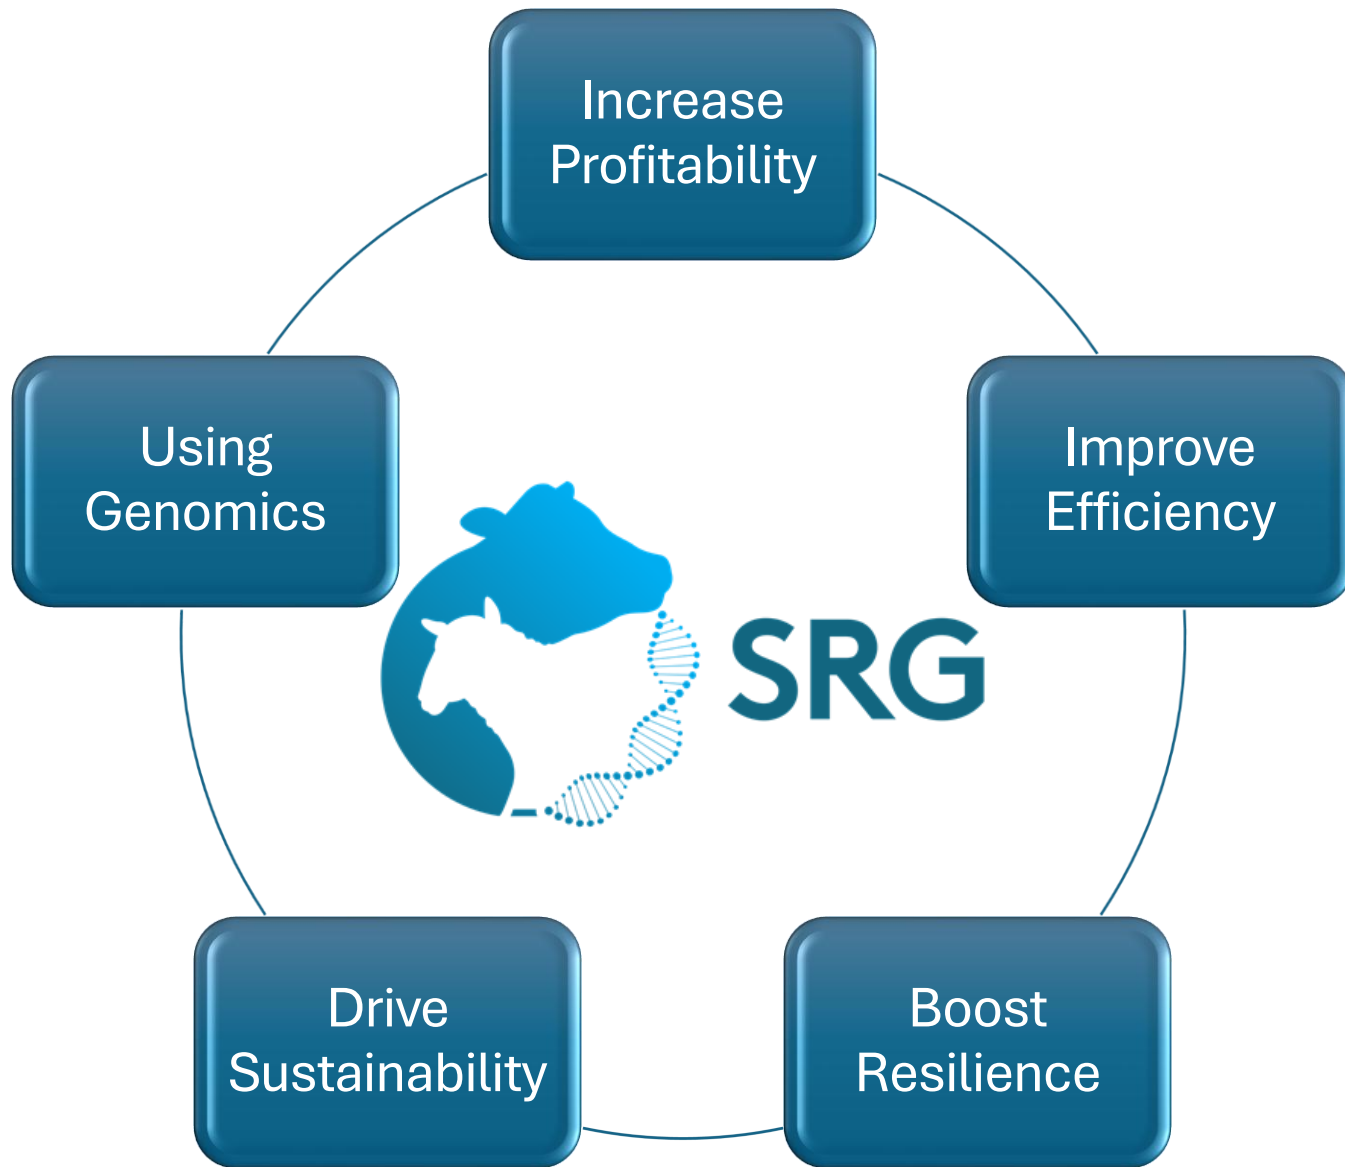 Increase
Profitability
Improve
Efficiency
Boost
Resilience
Drive
Sustainability
Using
Genomics
SRG